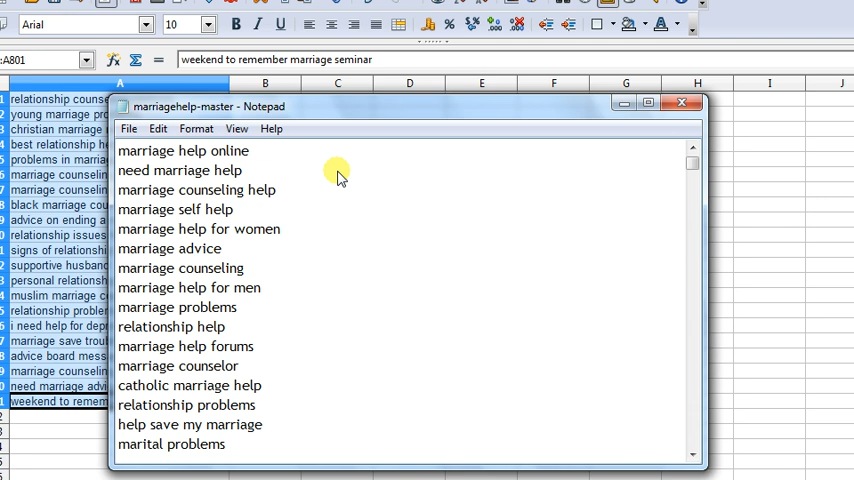 Arial 10 B I U
A801 weekend to remember marriage seminar
A B C D E F G H I J
relationship counse
young marriage pro
christian marriage
best relationship he
problems in marria
marriage counselin
marriage counselin
black marriage cou
advice on ending a
relationship issues
signs of relationshi
supportive husband
personal relationsh
muslim marriage c
relationship probler
i need help for depr
marriage save trou
advice board mess
marriage counselin
need marriage advi
weekend to remem
marriagehelp-master - Notepad
File Edit Format View Help
marriage help online
need marriage help
marriage counseling help
marriage self help
marriage help for women
marriage advice
marriage counseling
marriage help for men
marriage problems
relationship help
marriage help forums
marriage counselor
catholic marriage help
relationship problems
help save my marriage
marital problems